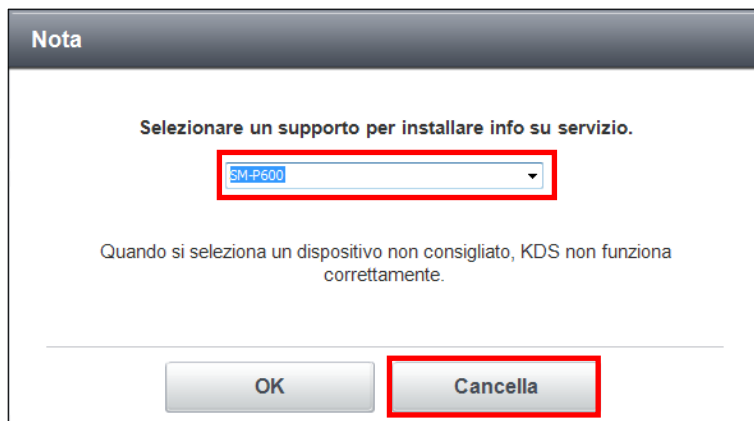 Nota
Selezionare un supporto per installare info su servizio.
SM-P600
Quando si seleziona un dispositivo non consigliato, KDS non funziona
correttamente.
OK
Cancella